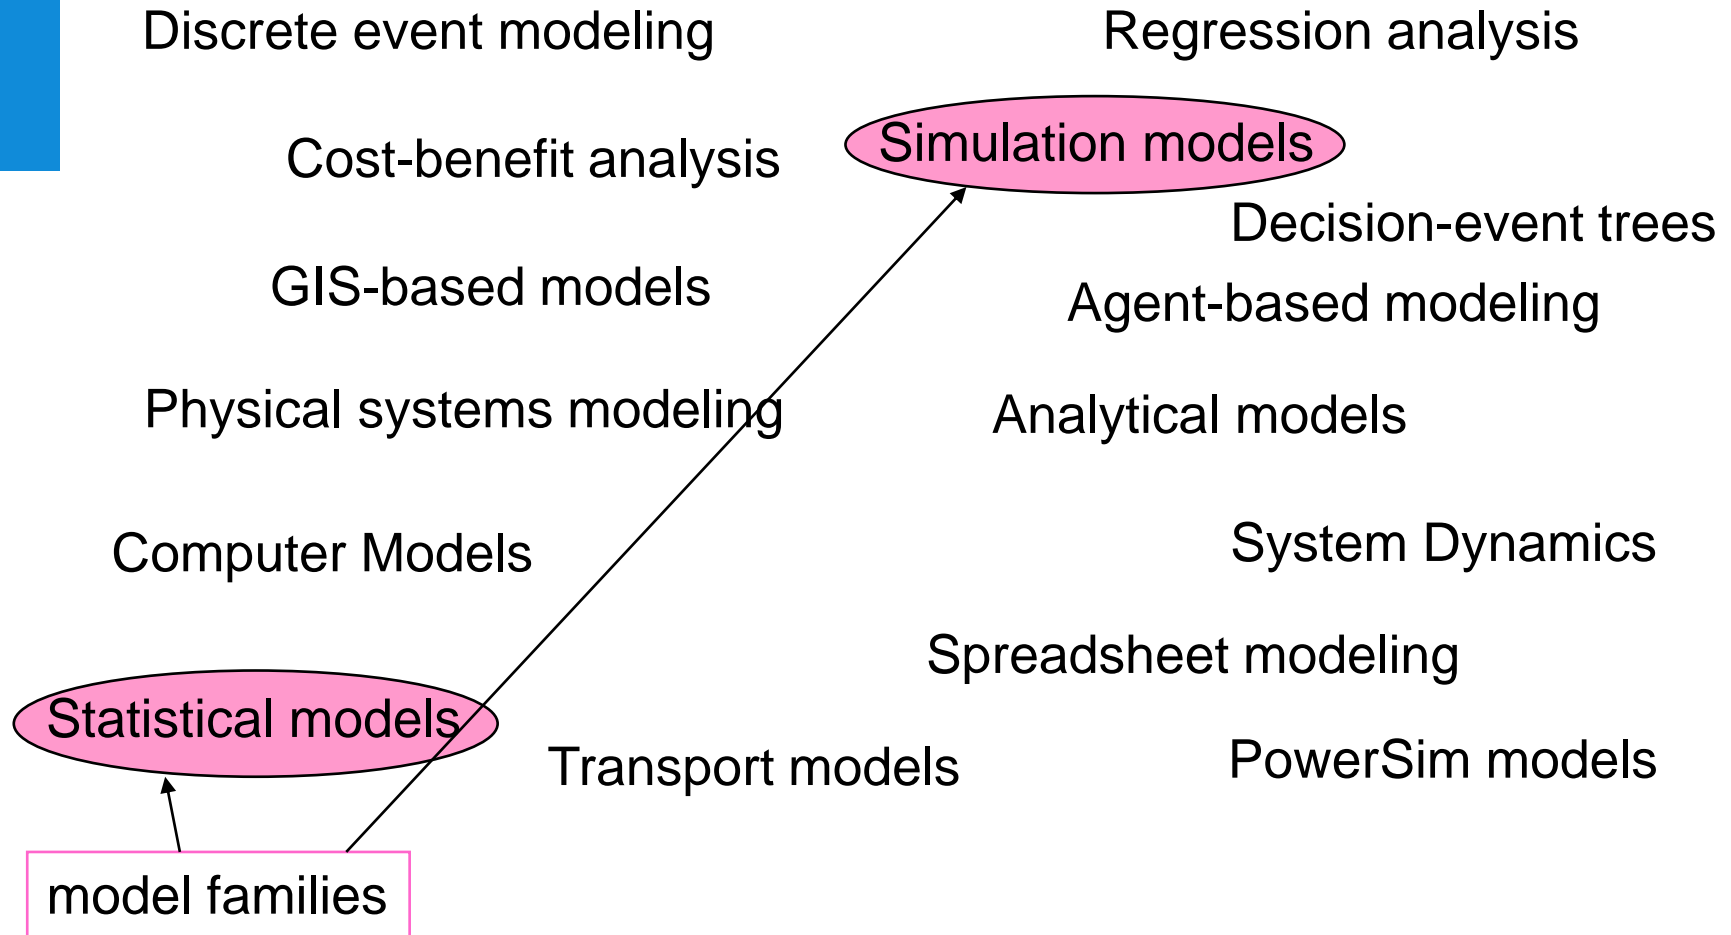 Discrete event modeling
Regression analysis
Simulation models
Cost-benefit analysis
Decision-event trees
GIS-based models
Agent-based modeling
Physical systems modeling
Analytical models
Computer Models
System Dynamics
Spreadsheet modeling
Statistical models
Transport models
PowerSim models
model families